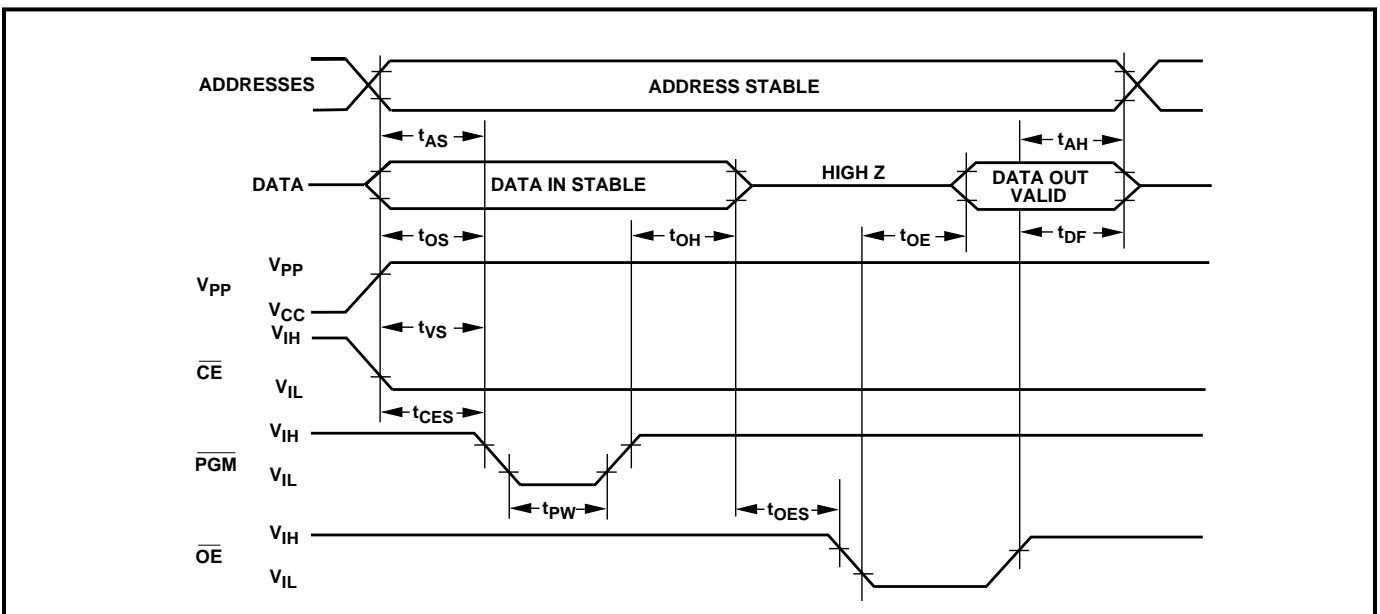 ADDRESSES
ADDRESS STABLE
tAS
tAH
DATA
DATA IN STABLE
HIGH Z
DATA OUT
VALID
tOS
tOH
tOE
tDF
VPP
VPP
VCC
tVS
VIH
CE
VIL
tCES
VIH
PGM
VIL
tPW
tOES
VIH
OE
VIL